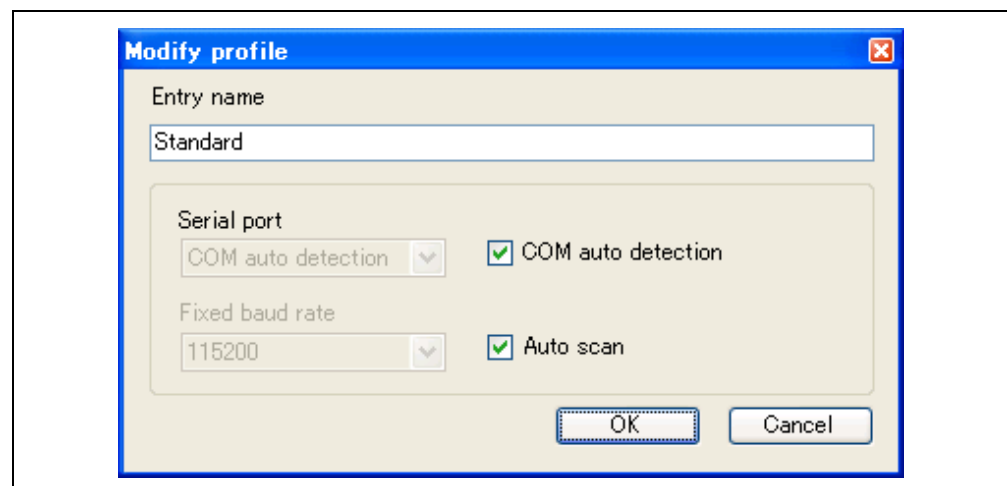 Modify profile
Entry name
Standard
Serial port
COM auto detection
COM auto detection
Fixed baud rate
115200
Auto scan
OK
Cancel